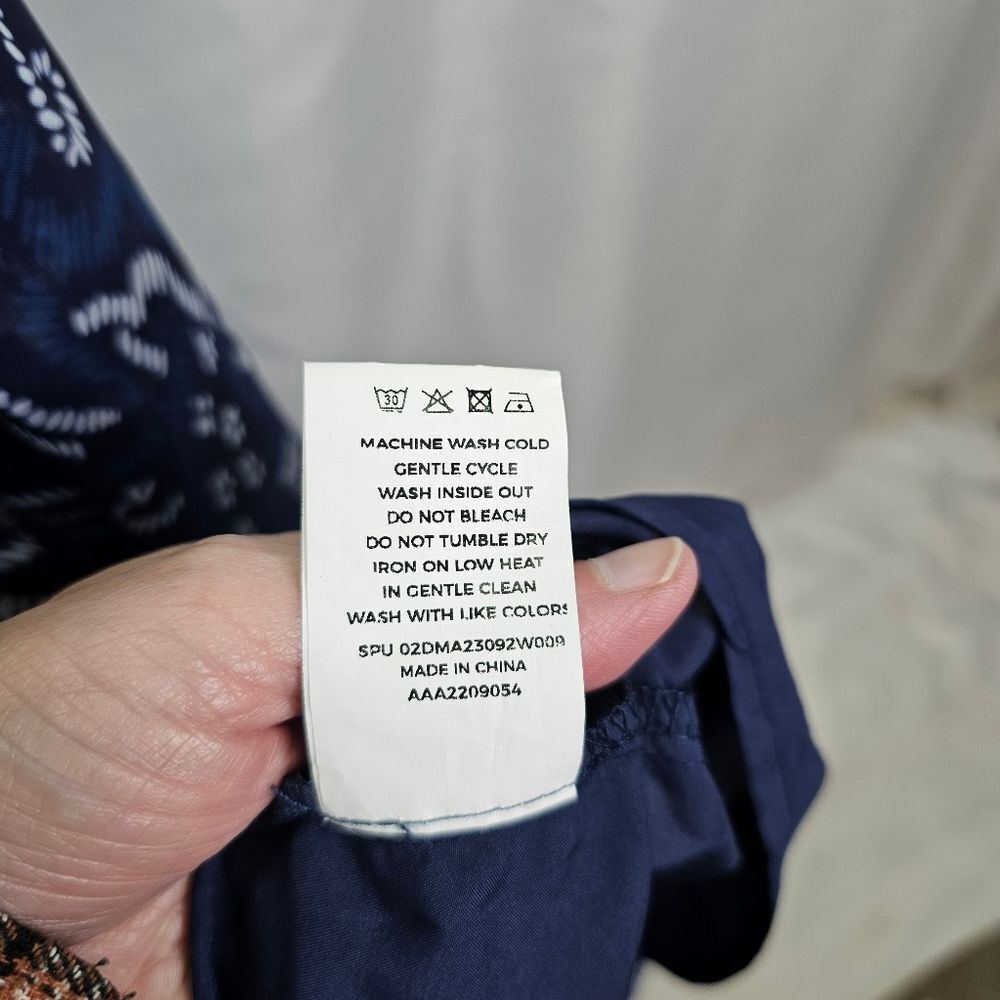 30
MACHINE WASH COLD
GENTLE CYCLE
WASH INSIDE OUT
DO NOT BLEACH
DO NOT TUMBLE DRY
IRON ON LOW HEAT
IN GENTLE CLEAN
WASH WITH LIKE COLORS
SPU 02DMA23092W009
MADE IN CHINA
AAA2209054